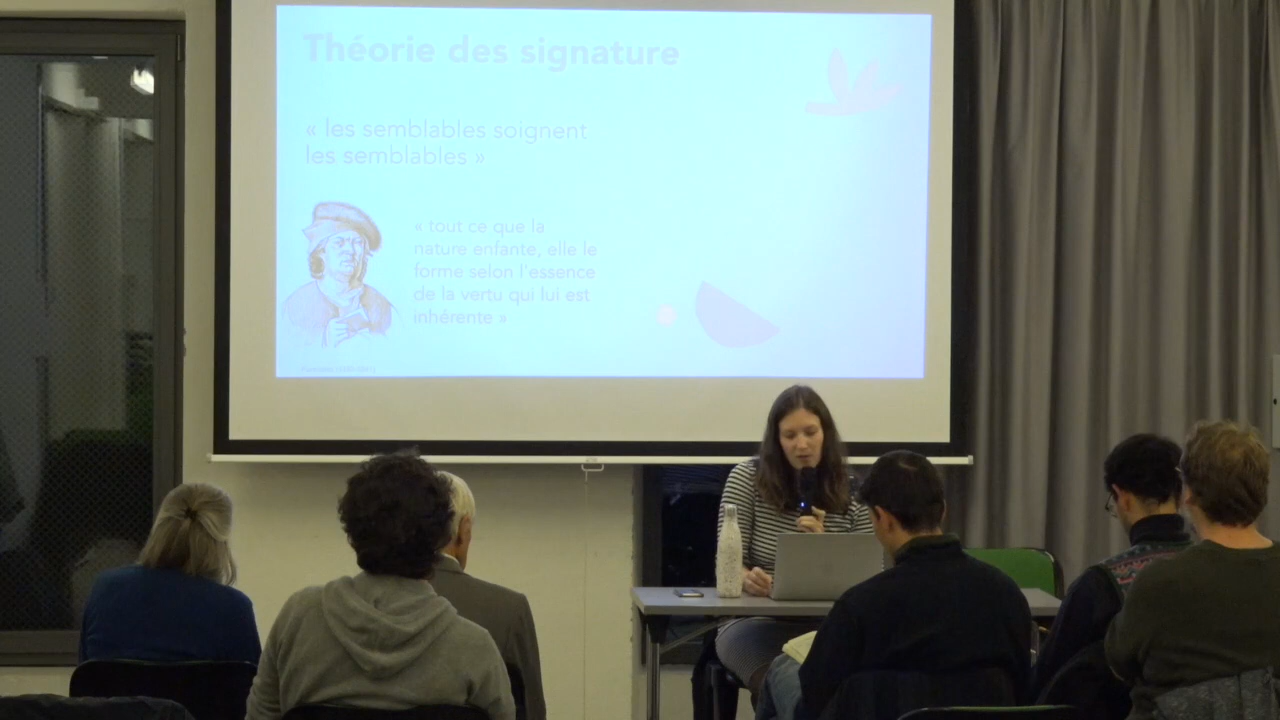 Théorie des signature
« les semblables soignent
les semblables »
« tout ce que la
nature enfante, elle le
forme selon l'essence
de la vertu qui lui est
inhérente »